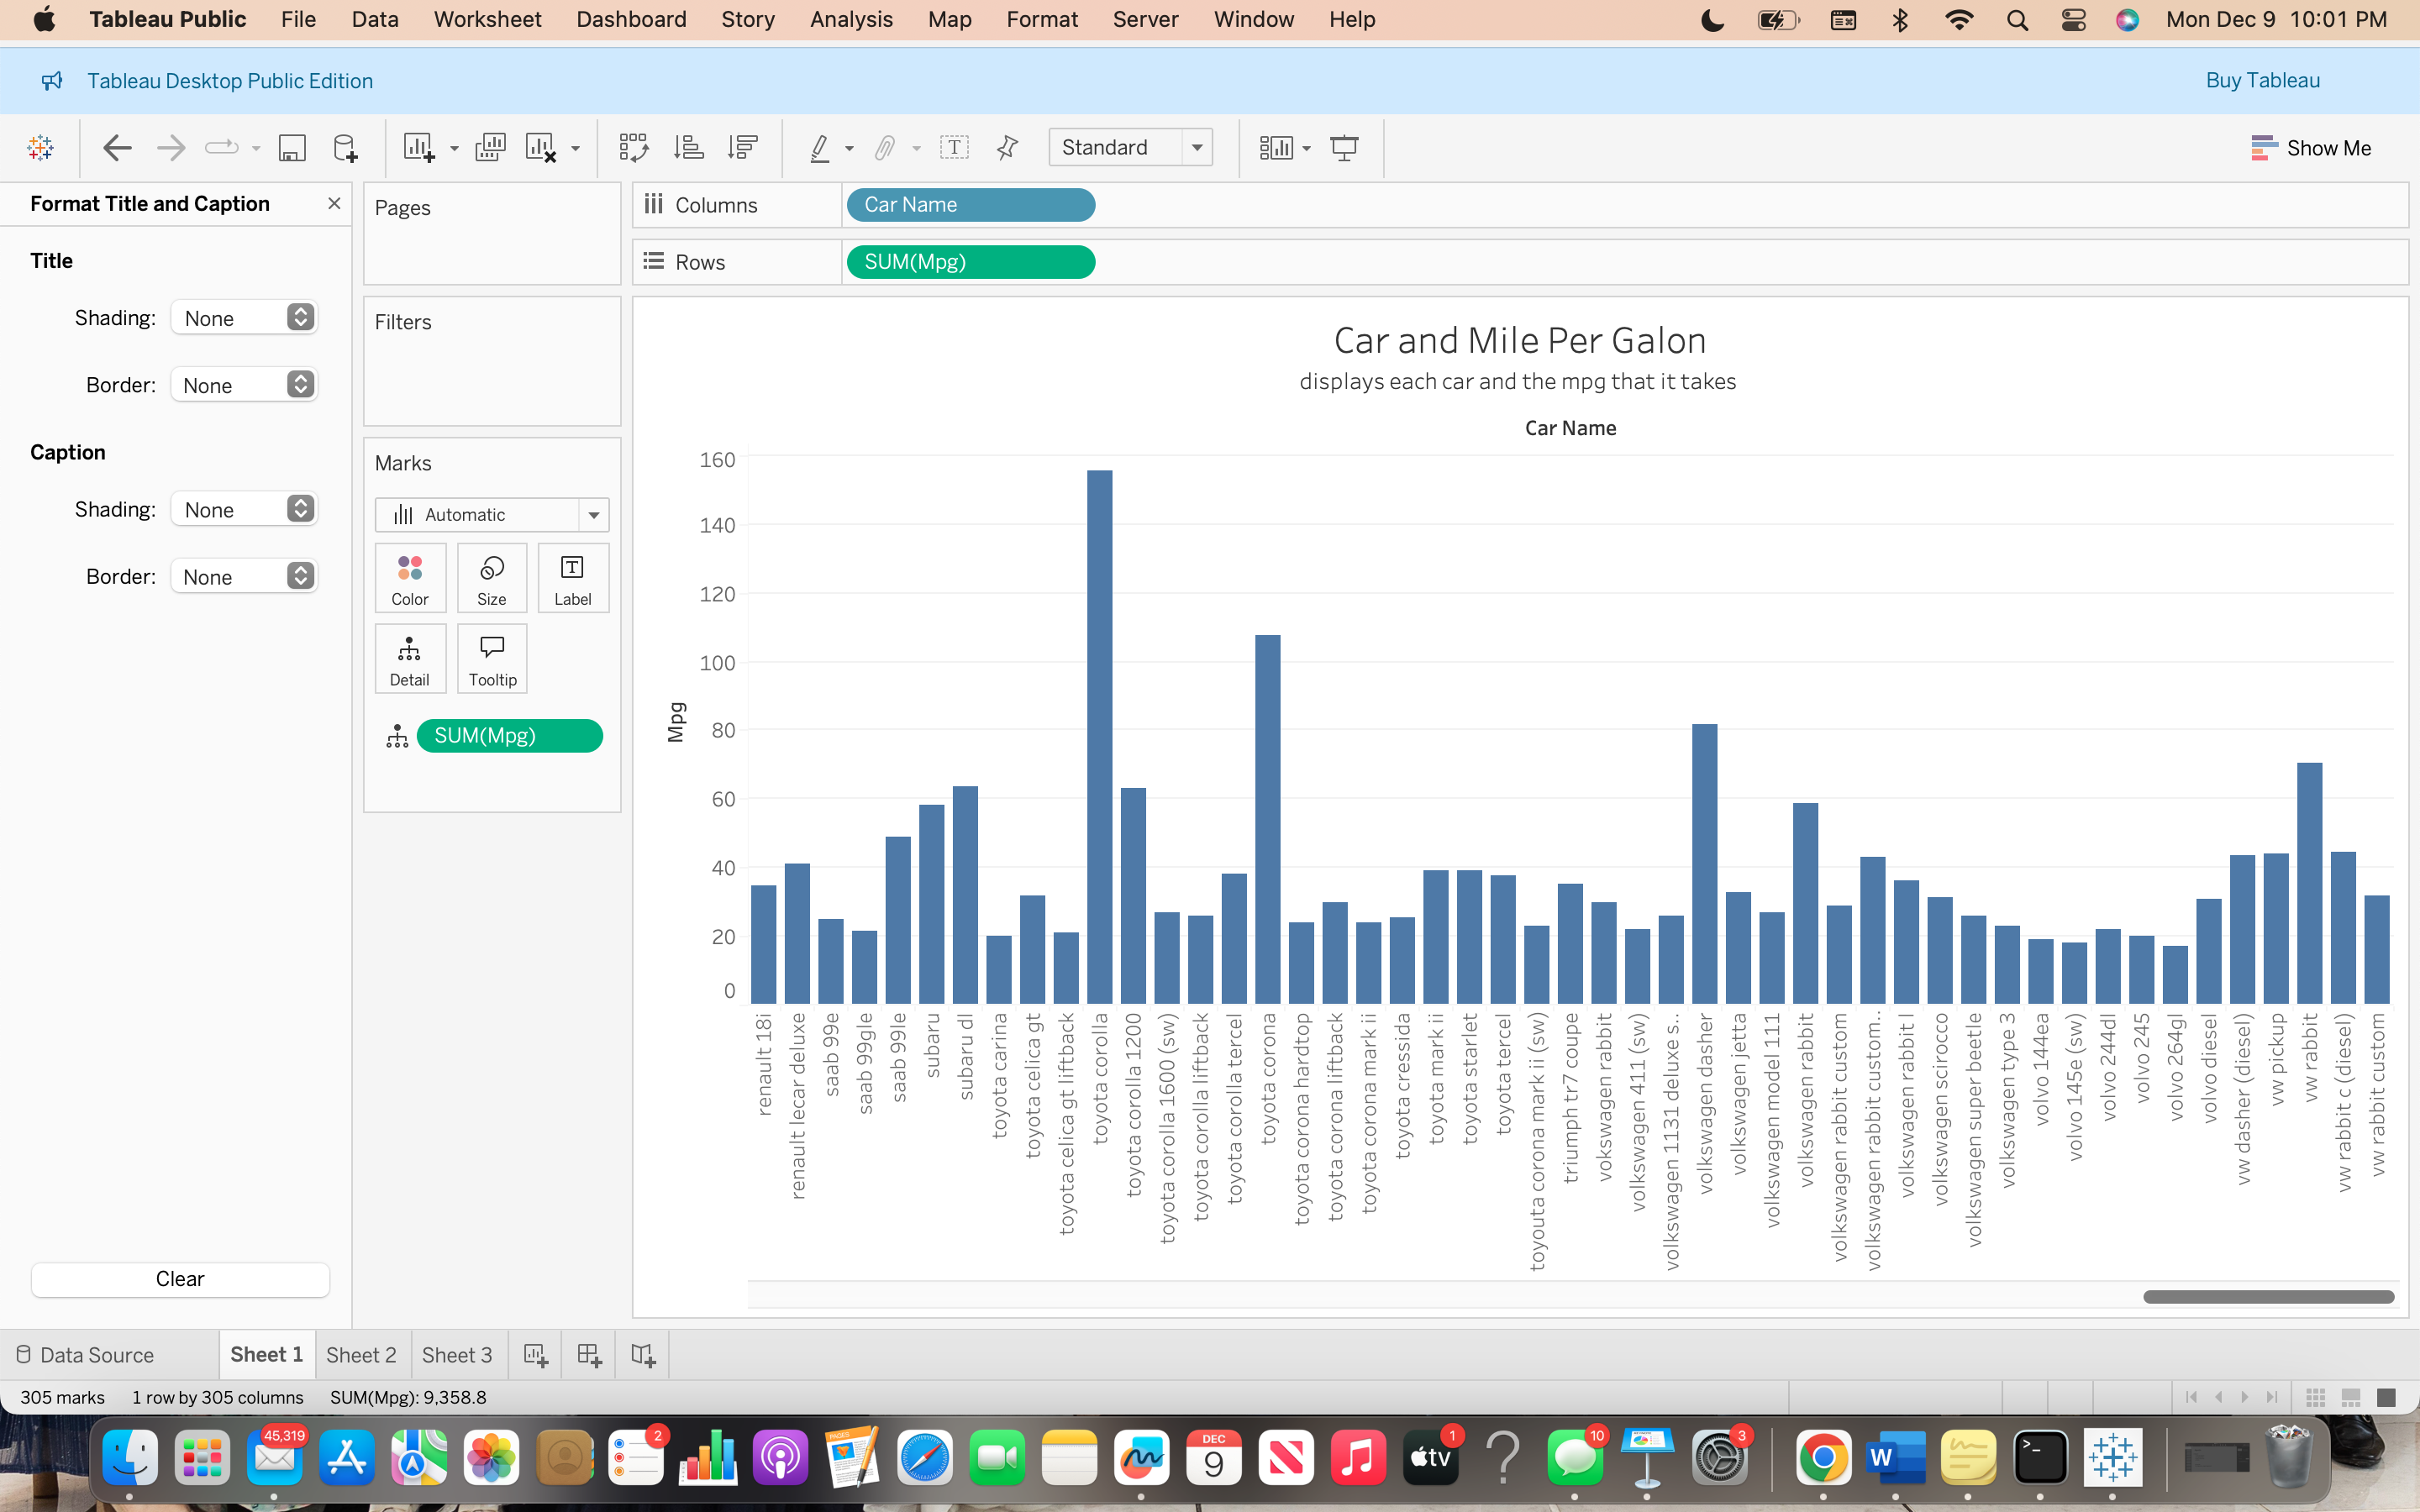 Tableau Public File Data Worksheet Dashboard Story Analysis Map Format Server Window Help Mon Dec 9 10:01 PM
Tableau Desktop Public Edition Buy Tableau
Standard Show Me
Format Title and Caption
Title
Shading: None
Border: None
Caption
Shading: None
Border: None
Clear
Pages
Filters
Marks
Automatic
Color Size Label
Detail Tooltip
SUM(Mpg)
Columns Car Name
Rows SUM(Mpg)
Car and Mile Per Galon
displays each car and the mpg that it takes
Car Name
Mpg
160
140
120
100
80
60
40
20
0
renault 18i
renault lecar deluxe
saab 99e
saab 99gle
saab 99le
subaru
subaru dl
toyota carina
toyota celica gt
toyota celica gt liftback
toyota corolla
toyota corolla 1200
toyota corolla 1600 (sw)
toyota corolla liftback
toyota corolla tercel
toyota corona
toyota corona hardtop
toyota corona liftback
toyota corona mark ii
toyota cressida
toyota mark ii
toyota starlet
toyota tercel
toyouta corona mark ii (sw)
triumph tr7 coupe
vokswagen rabbit
volkswagen 411 (sw)
volkswagen 1131 deluxe s..
volkswagen dasher
volkswagen jetta
volkswagen model 111
volkswagen rabbit
volkswagen rabbit custom
volkswagen rabbit custom..
volkswagen rabbit l
volkswagen scirocco
volkswagen super beetle
volkswagen type 3
volvo 144ea
volvo 145e (sw)
volvo 244dl
volvo 245
volvo 264gl
volvo diesel
vw dasher (diesel)
vw pickup
vw rabbit
vw rabbit c (diesel)
vw rabbit custom
Data Source Sheet 1 Sheet 2 Sheet 3
305 marks 1 row by 305 columns SUM(Mpg): 9,358.8
45,319
2
PAGES
DEC
9
tv
1
10
3
W
>_